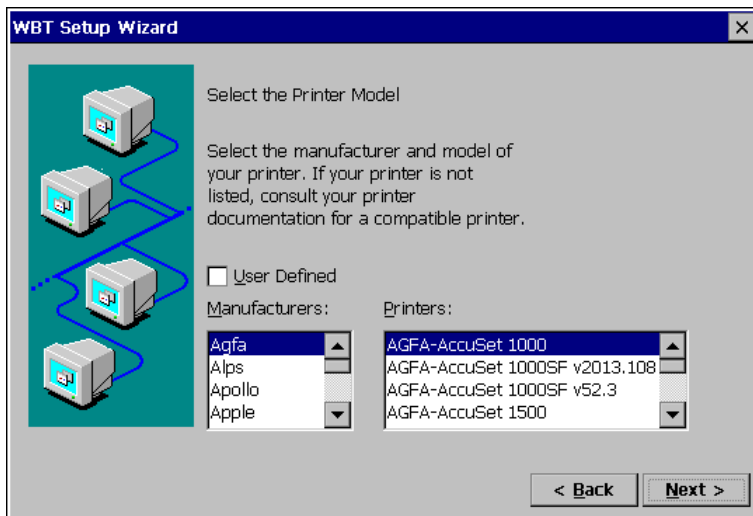 WBT Setup Wizard
Select the Printer Model
Select the manufacturer and model of
your printer. If your printer is not
listed, consult your printer
documentation for a compatible printer.
User Defined
Manufacturers:
Printers:
Agfa
Alps
Apollo
Apple
AGFA-AccuSet 1000
AGFA-AccuSet 1000SF v2013.108
AGFA-AccuSet 1000SF v52.3
AGFA-AccuSet 1500
< Back
Next >